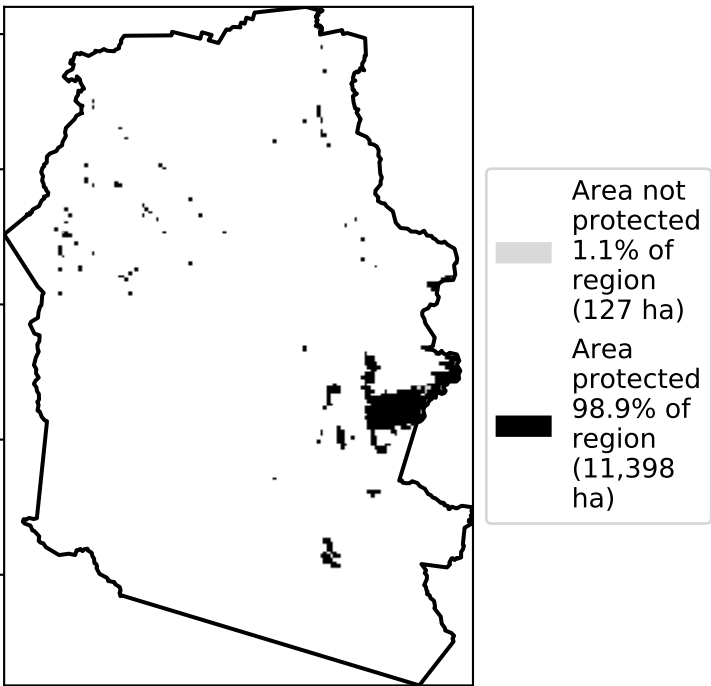 Area not
protected
1.1% of
region
(127 ha)
Area
protected
98.9% of
region
(11,398
ha)